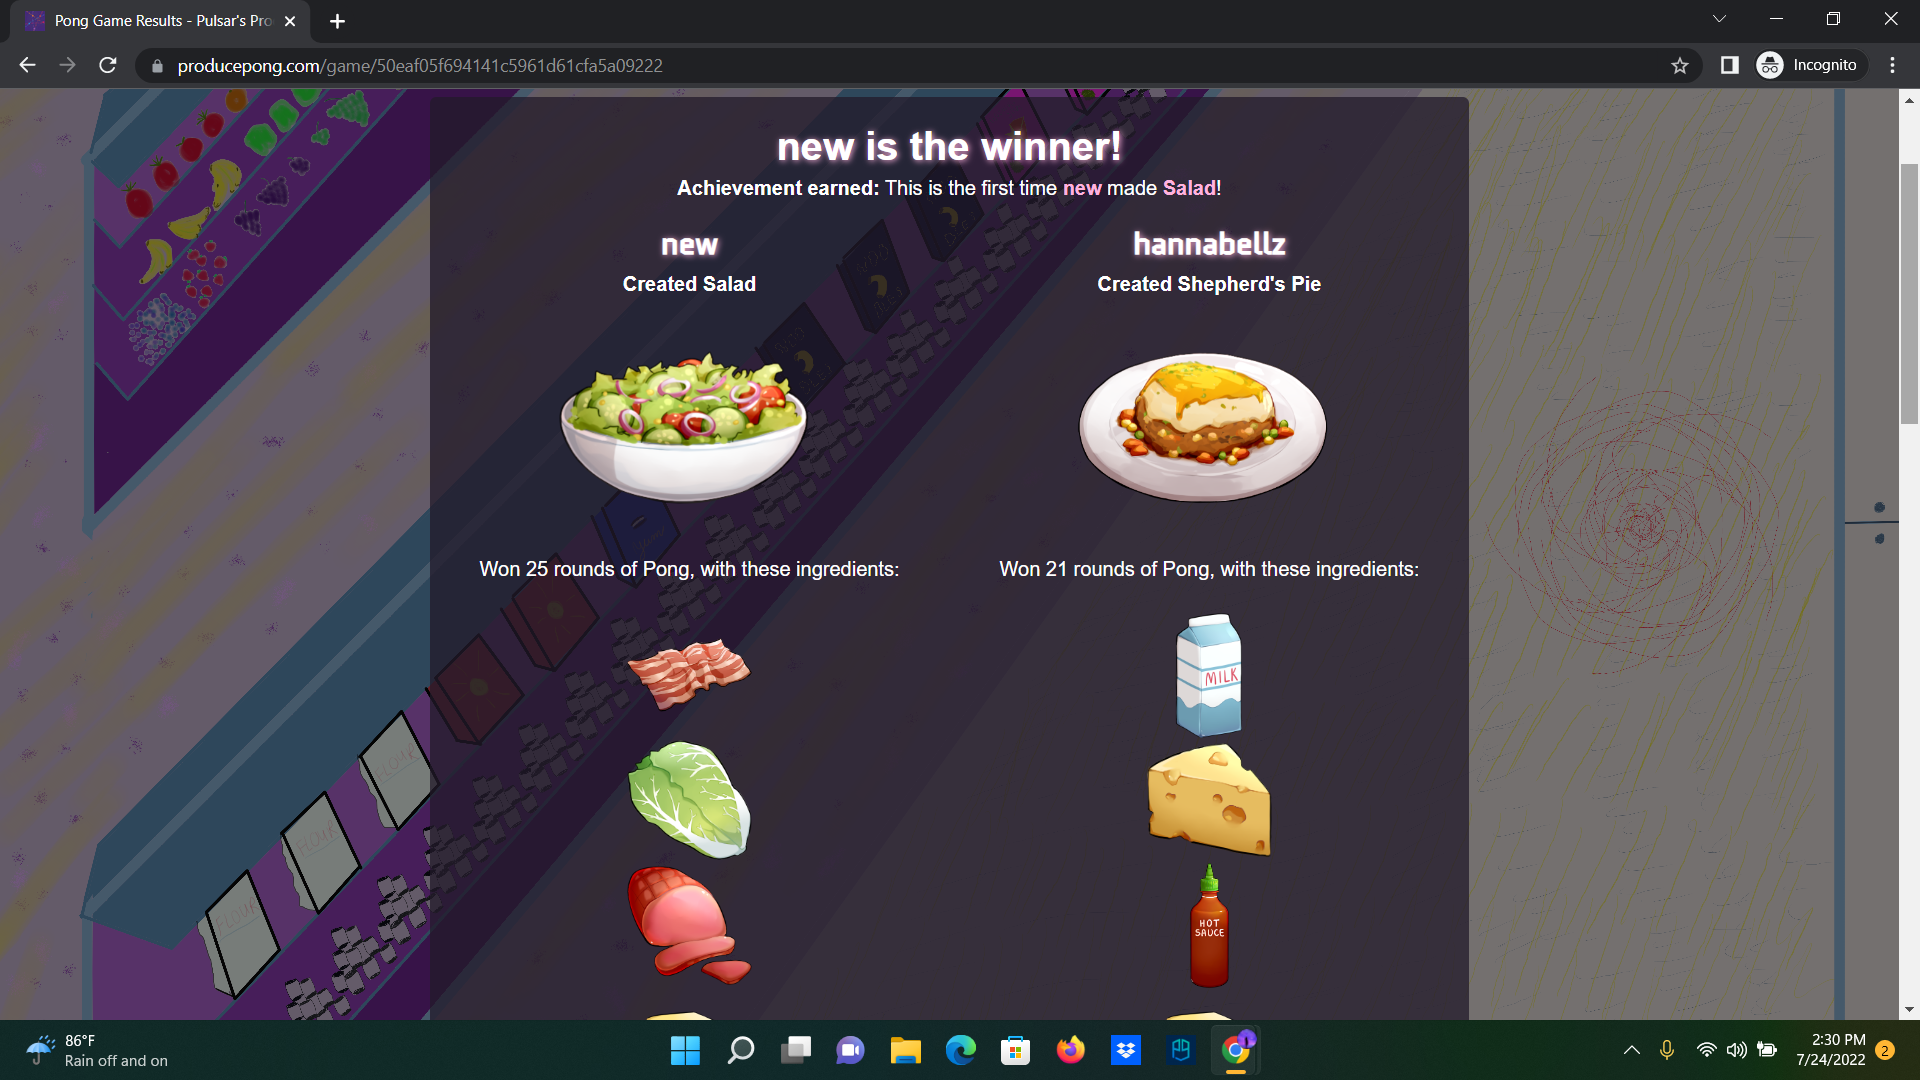 Pong Game Results - Pulsar's Pro
producepong.com/game/50eaf05f694141c5961d61cfa5a09222
Incognito
new is the winner!
Achievement earned: This is the first time new made Salad!
new
hannabellz
Created Salad
Created Shepherd's Pie
Won 25 rounds of Pong, with these ingredients:
Won 21 rounds of Pong, with these ingredients:
MILK
HOT
SAUCE
FLOUR
FLOUR
FLOUR
86°F
Rain off and on
2:30 PM
7/24/2022
2